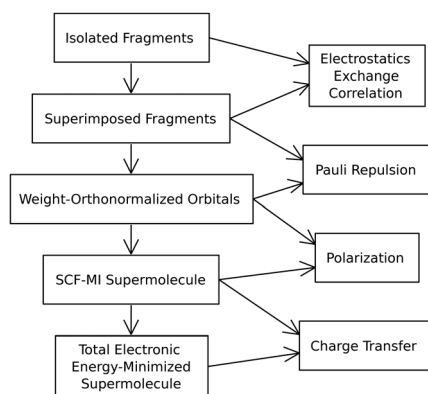 Isolated Fragments
Electrostatics
Exchange
Correlation
Superimposed Fragments
Pauli Repulsion
Weight-Orthonormalized Orbitals
Polarization
SCF-MI Supermolecule
Charge Transfer
Total Electronic
Energy-Minimized
Supermolecule